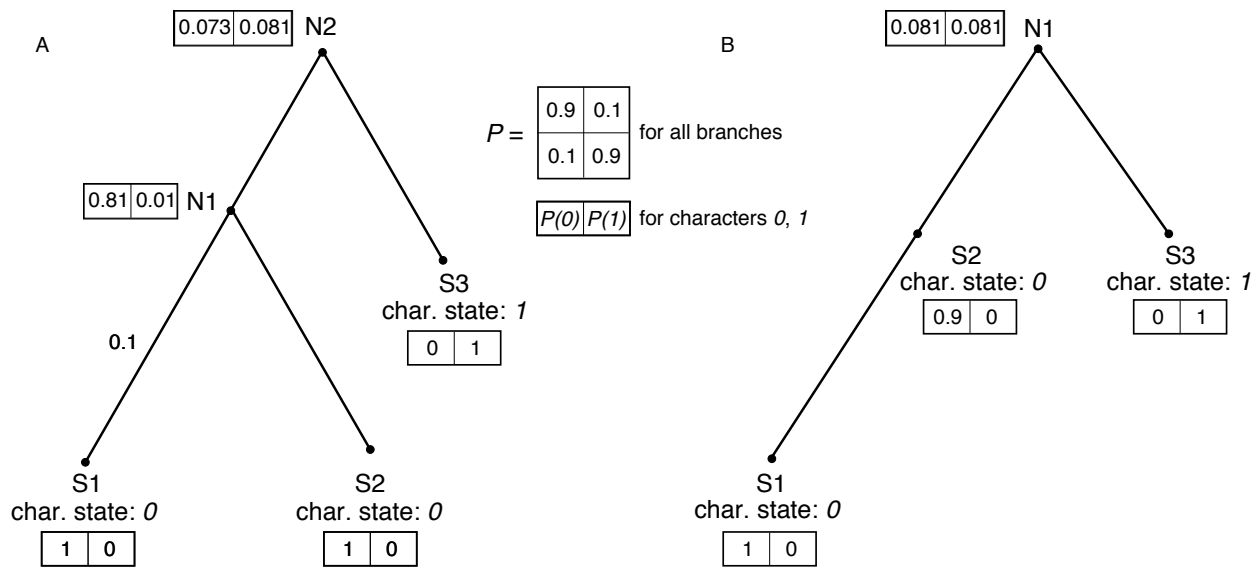 A
0.073 0.081 N2
0.81 0.01 N1
0.1
S3
char. state: 1
0 1
S1
char. state: 0
1 0
S2
char. state: 0
1 0
P =
0.9 0.1
0.1 0.9
for all branches
P(0) P(1) for characters 0, 1
B
0.081 0.081 N1
S2
char. state: 0
0.9 0
S3
char. state: 1
0 1
S1
char. state: 0
1 0